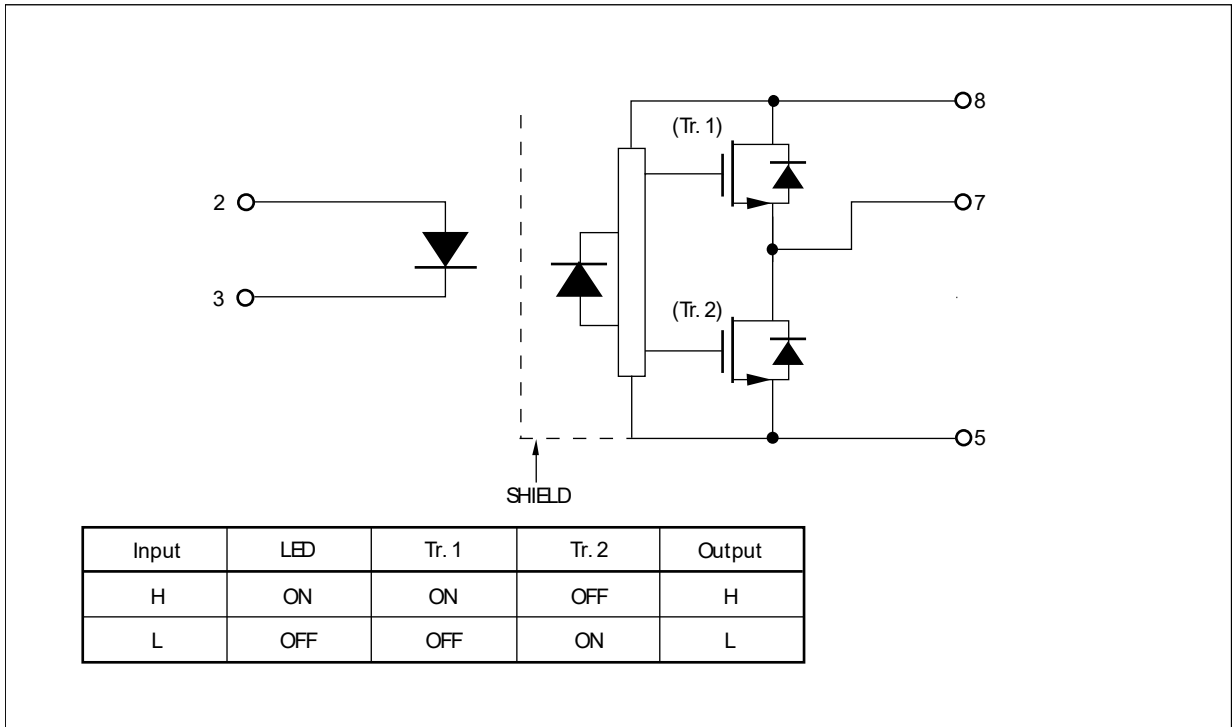 8
(Tr. 1)
2
7
3
(Tr. 2)
5
SHIELD
Input LED Tr. 1 Tr. 2 Output
H ON ON OFF H
L OFF OFF ON L